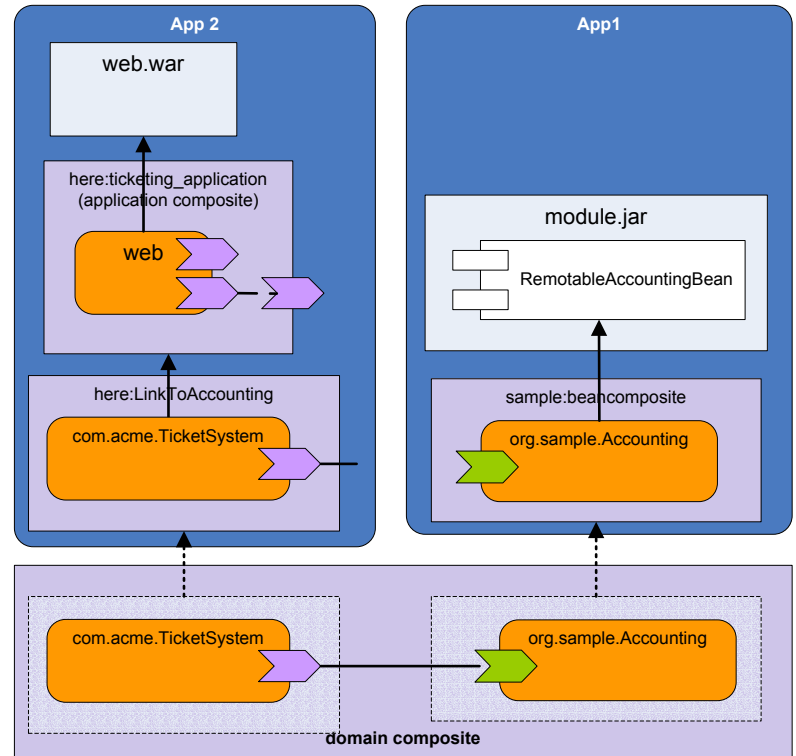 App 2
web.war
here:ticketing_application
(application composite)
web
here:LinkToAccounting
com.acme.TicketSystem
App1
module.jar
RemotableAccountingBean
sample:beancomposite
org.sample.Accounting
com.acme.TicketSystem
org.sample.Accounting
domain composite